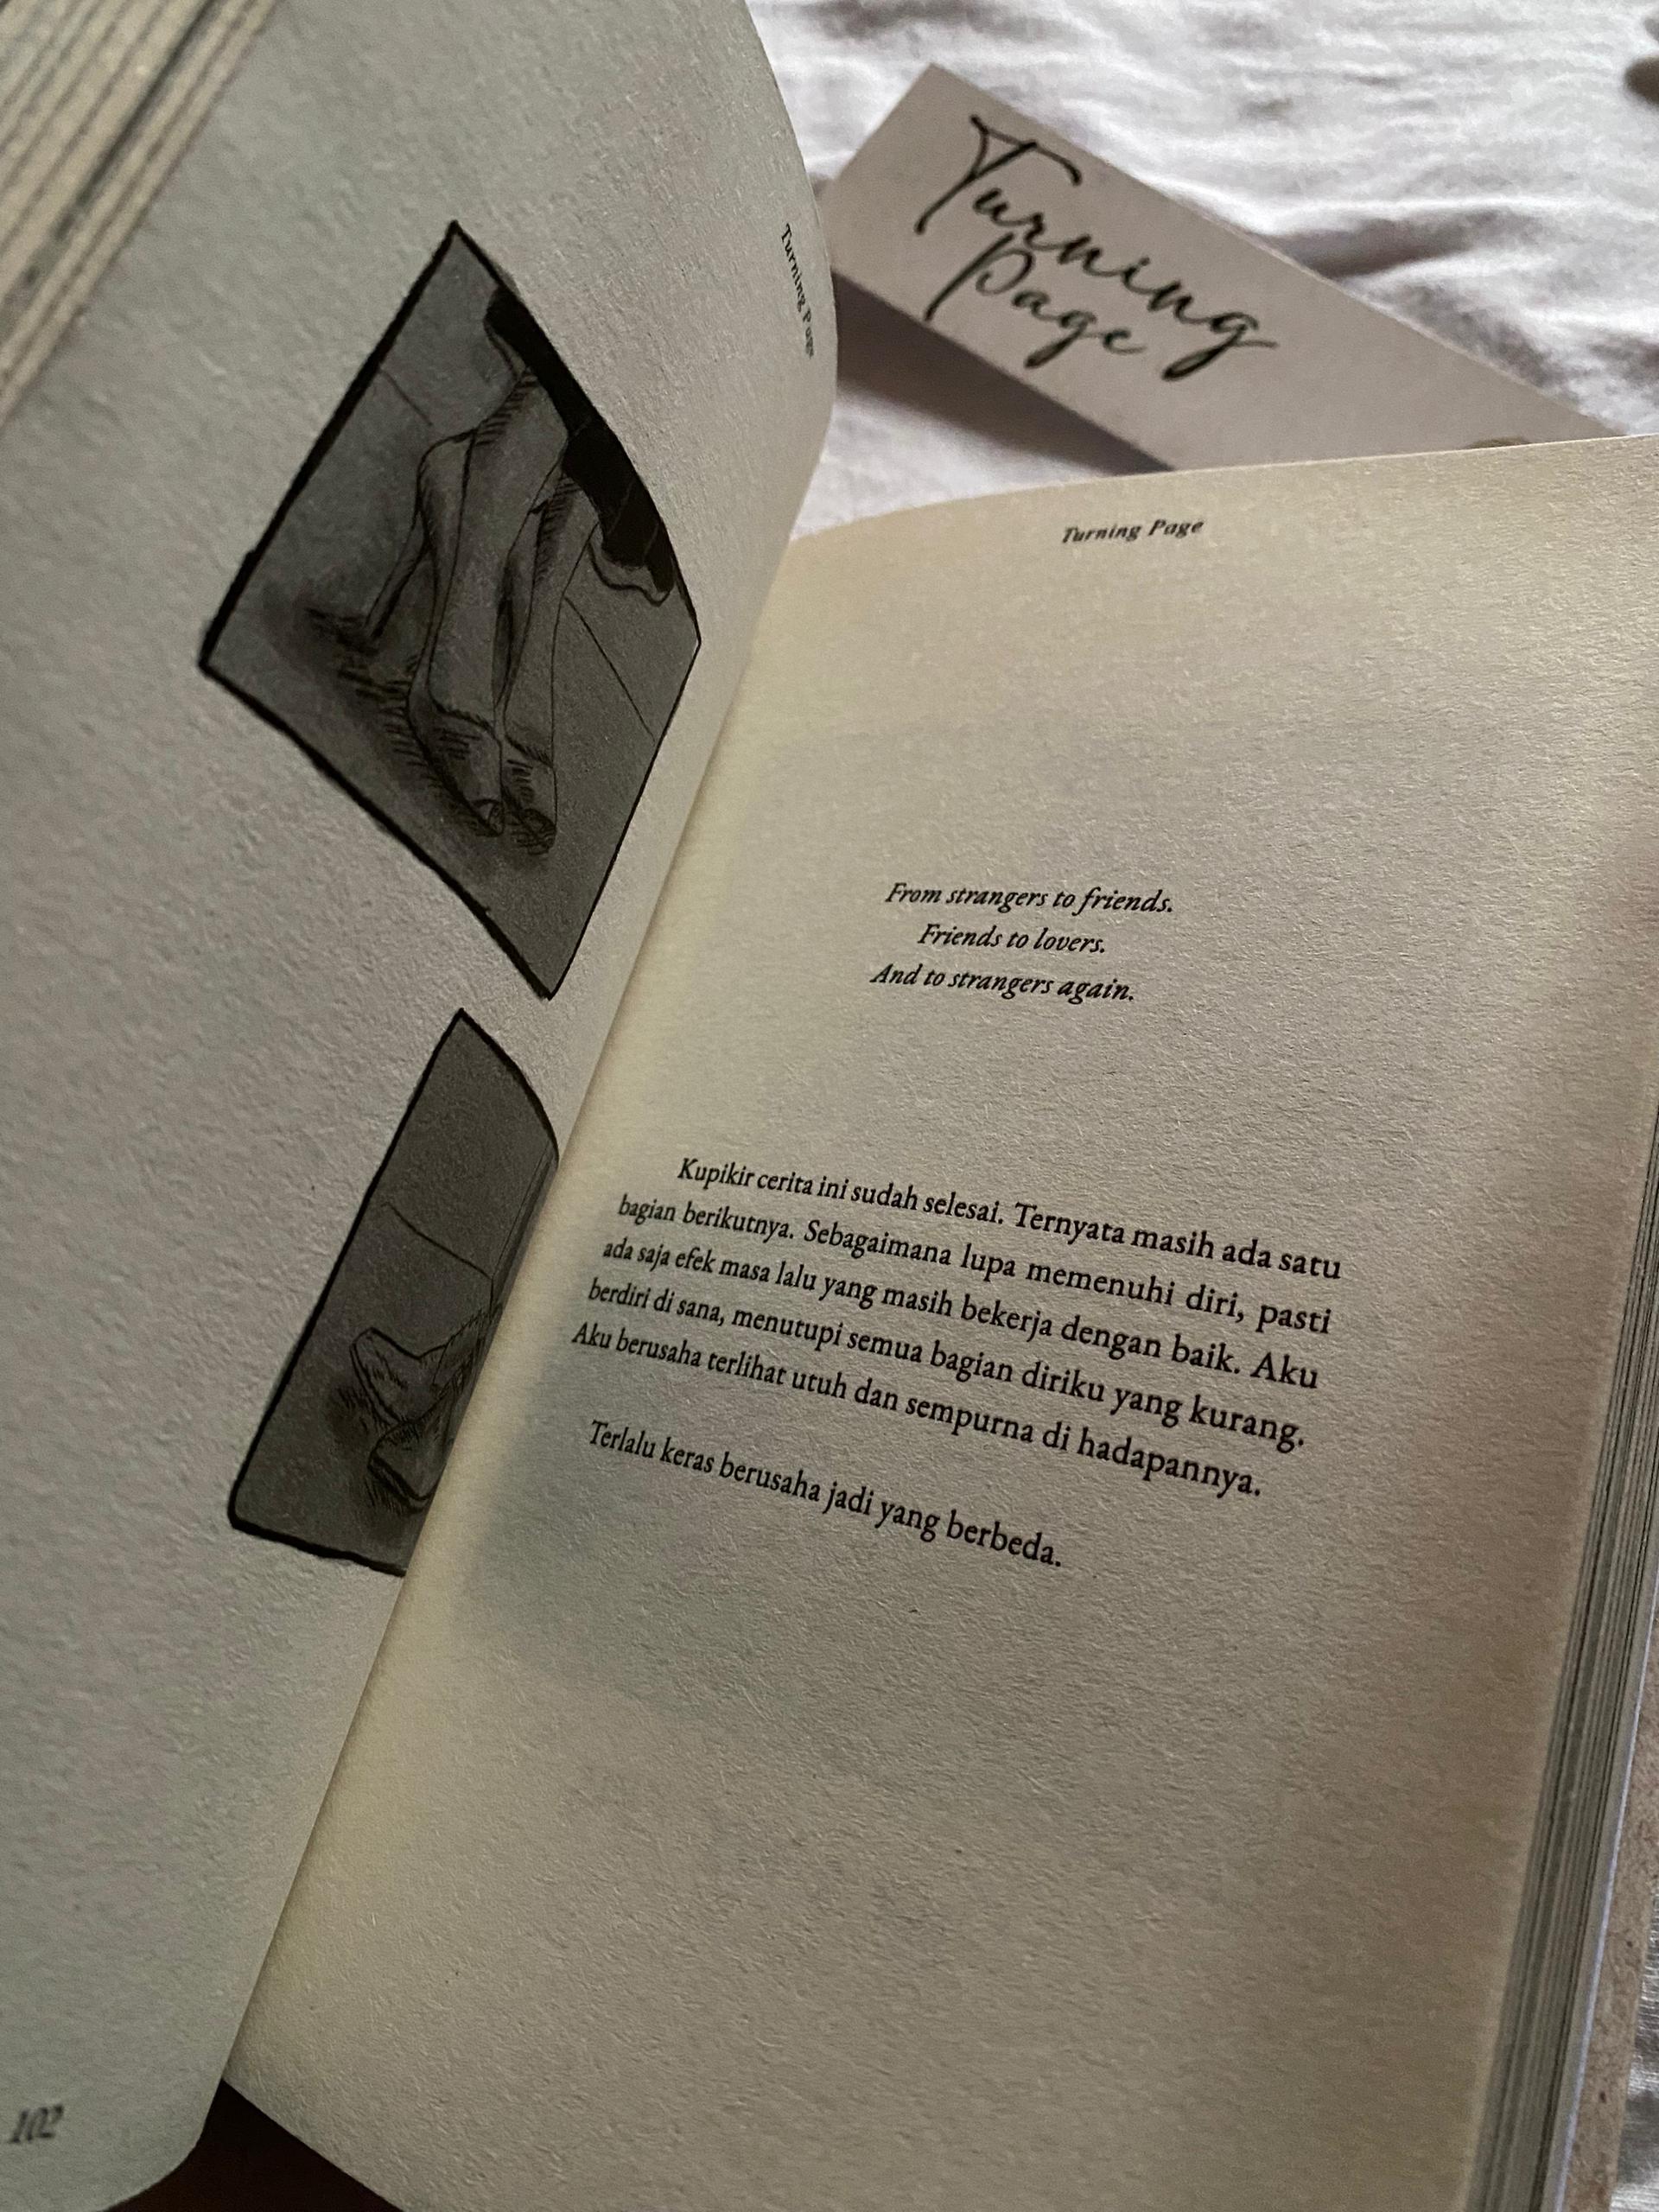 Turning
Page
Turning Page
102
Turning Page
From strangers to friends.
Friends to lovers.
And to strangers again.
Kupikir cerita ini sudah selesai. Ternyata masih ada satu
bagian berikutnya. Sebagaimana lupa memenuhi diri, pasti
ada saja efek masa lalu yang masih bekerja dengan baik. Aku
berdiri di sana, menutupi semua bagian diriku yang kurang.
Aku berusaha terlihat utuh dan sempurna di hadapannya.
Terlalu keras berusaha jadi yang berbeda.